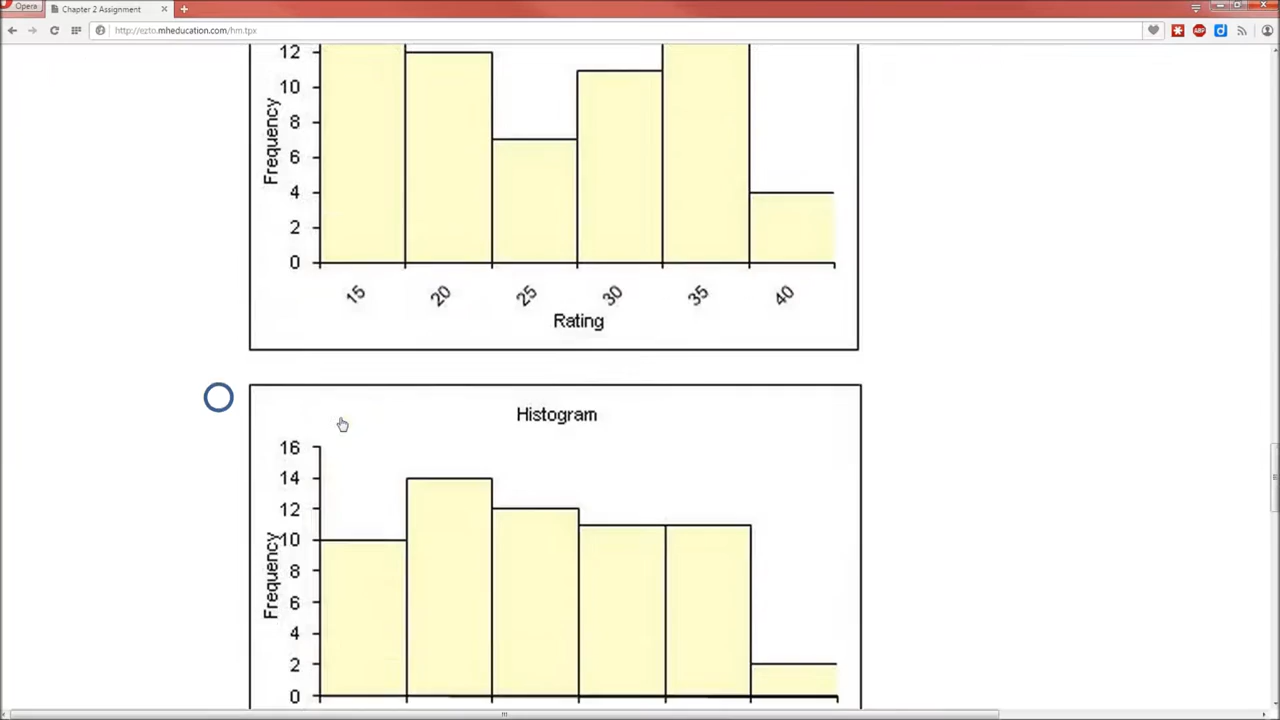 Opera
Chapter 2 Assignment
http://ezto.mheducation.com/hm.tpx
ABP
12
10
8
6
4
2
0
Frequency
15 20 25 30 35 40
Rating
Histogram
16
14
12
10
8
6
4
2
0
Frequency